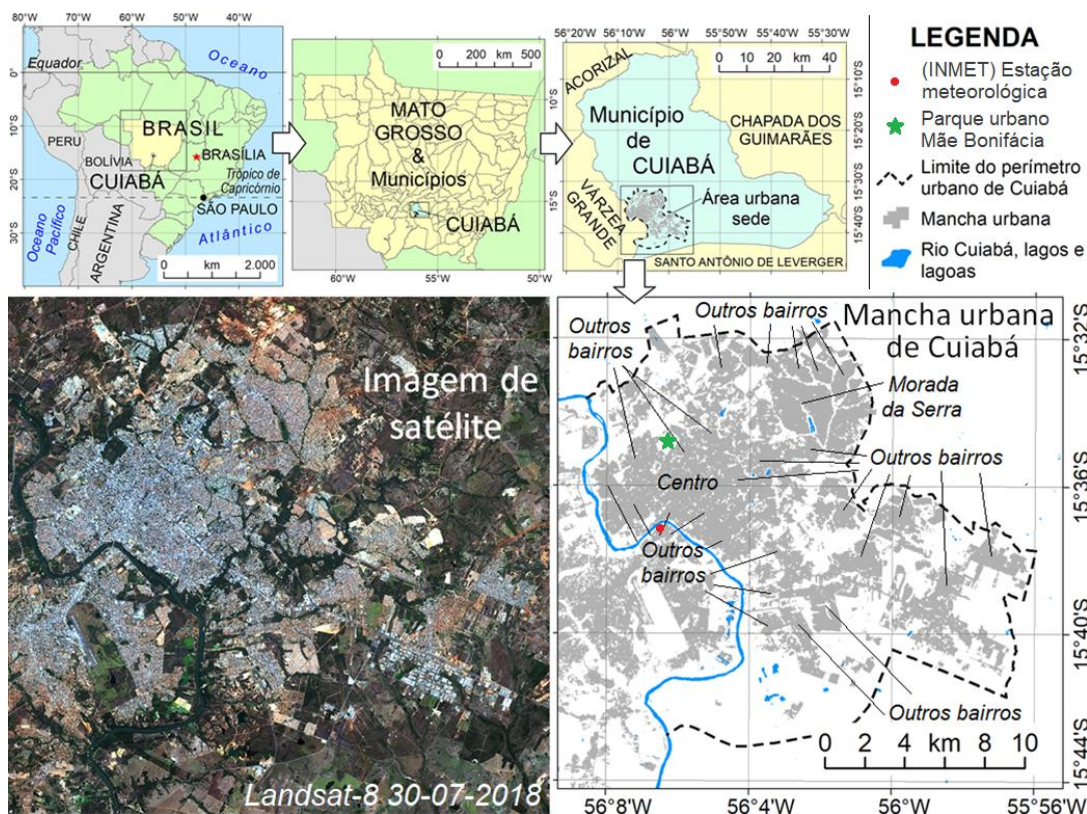 80°W 70°W 60°W 50°W 40°W
Equador
Oceano
0°
10°S
20°S
30°S
PERU
BRASIL
BOLÍVIA
BRASÍLIA
CUIABÁ
Trópico de
Capricórnio
SÃO PAULO
Oceano
Pacífico
CHILE
ARGENTINA
Atlântico
0 1.000 2.000
km
0 200 500
km
MATO
GROSSO
&
Municípios
CUIABÁ
10°S
15°S
60°W 55°W 50°W
56°20'W 56°10'W 56°W 55°50'W 55°40'W 55°30'W
0 10 20 40
km
ACORIZAL
Município
de
CUIABÁ
CHAPADA DOS
GUIMARÃES
VÁRZEA
GRANDE
Área urbana
sede
SANTO ANTÔNIO DE LEVERGER
15°10'S
15°20'S
15°30'S
15°40'S
LEGENDA
(INMET) Estação
meteorológica
Parque urbano
Mãe Bonifácia
Limite do perímetro
urbano de Cuiabá
Mancha urbana
Rio Cuiabá, lagos e
lagoas
Imagem de
satélite
Landsat-8 30-07-2018
Outros bairros
Outros
bairros
Mancha urbana
de Cuiabá
Morada
da Serra
Outros bairros
Centro
Outros
bairros
Outros bairros
0 2 4 km 8 10
15°32'S
15°36'S
15°40'S
15°44'S
56°8'W 56°4'W 56°W 55°56'W